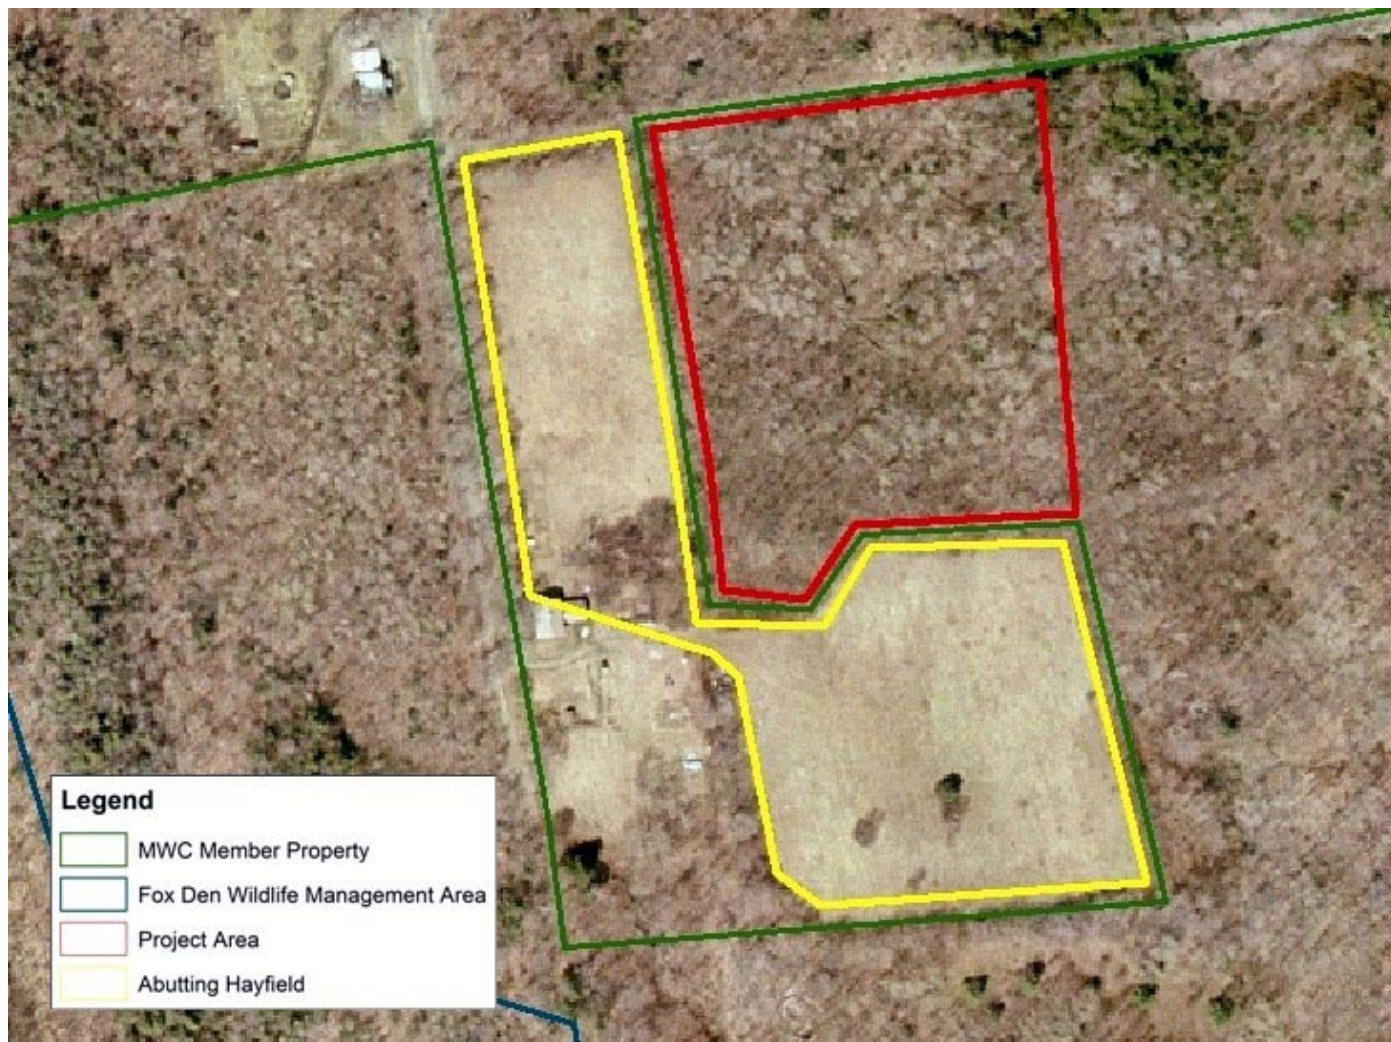 Legend
MWC Member Property
Fox Den Wildlife Management Area
Project Area
Abutting Hayfield